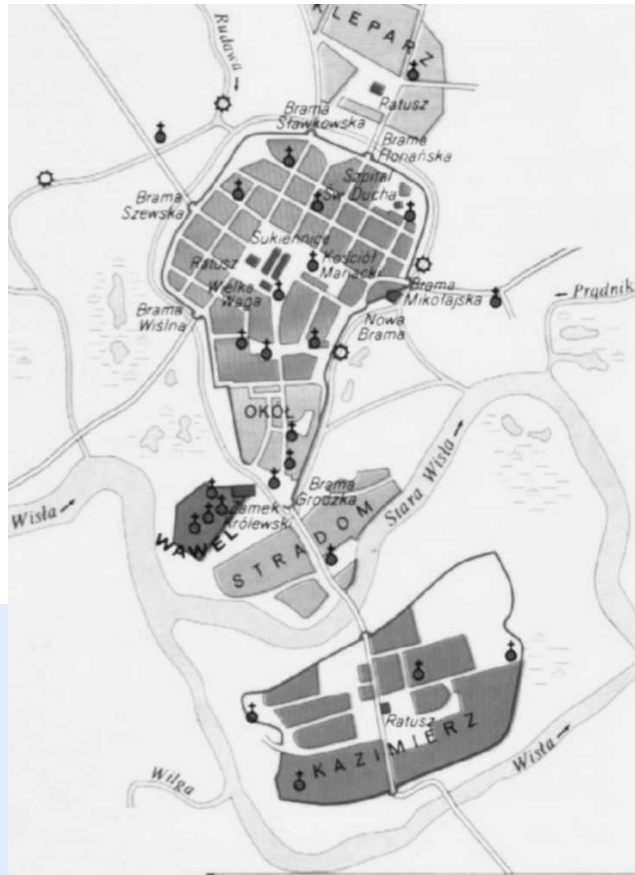 KLEPARZ
Rudawa
Ratusz
Brama
Sławkowska
Brama
Floriańska
Szpital
Św. Ducha
Brama
Szewska
Sukiennice
Ratusz
Kościół
Mariacki
Wielka
Waga
Brama
Mikołajska
Prądnik
Brama
Wiślna
Nowa
Brama
OKÓŁ
Stara Wisła
Wisła
Brama
Grodzka
Zamek
Królewski
WAWEL
STRADOM
Ratusz
KAZIMIERZ
Wisła
Wilga